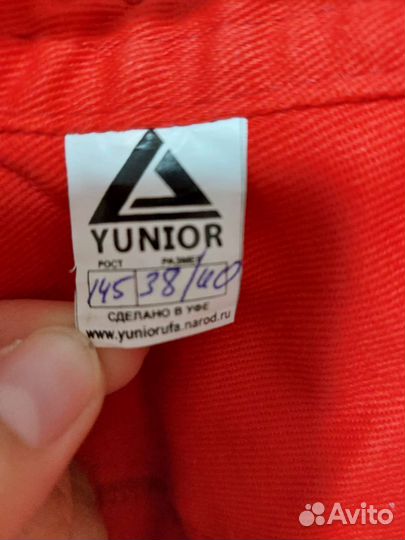 YUNIOR
РОСТ РАЗМЕР
145 38/40
СДЕЛАНО В УФЕ
www.yuniorufa.narod.ru
Avito